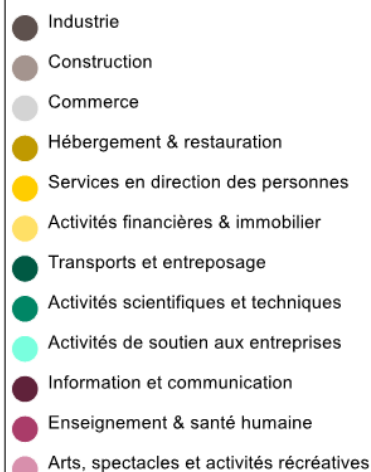 Industrie
Construction
Commerce
Hébergement & restauration
Services en direction des personnes
Activités financières & immobilier
Transports et entreposage
Activités scientifiques et techniques
Activités de soutien aux entreprises
Information et communication
Enseignement & santé humaine
Arts, spectacles et activités récréatives